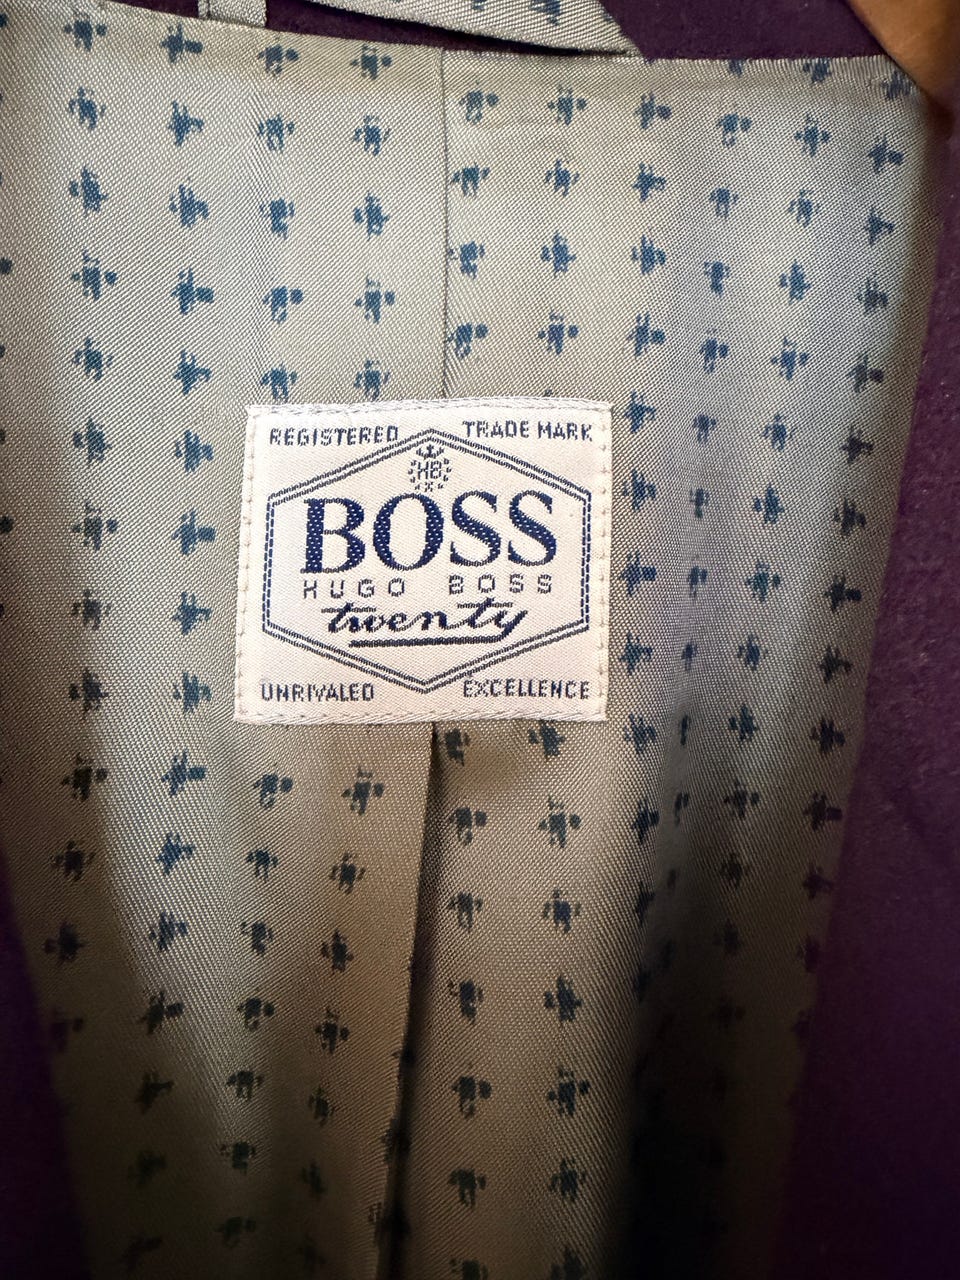 REGISTERED TRADE MARK
HB
BOSS
HUGO BOSS
twenty
UNRIVALED EXCELLENCE